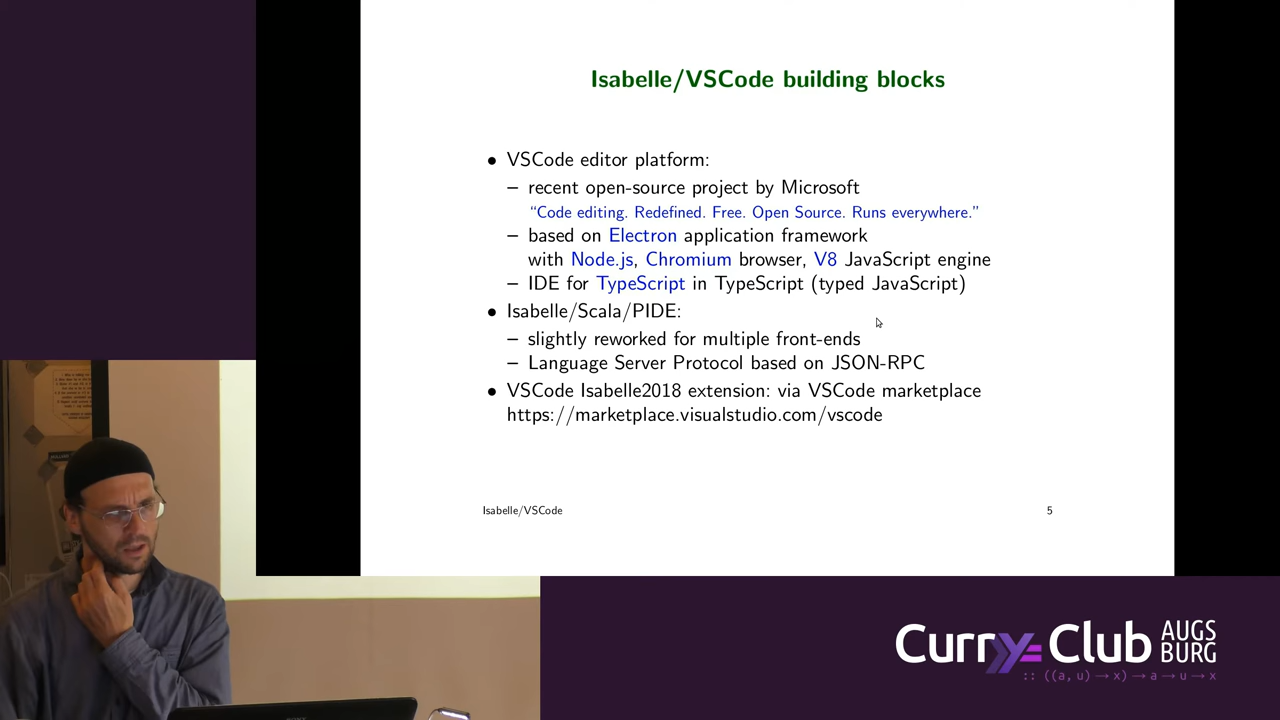 Isabelle/VSCode building blocks
• VSCode editor platform:
– recent open-source project by Microsoft
“Code editing. Redefined. Free. Open Source. Runs everywhere.”
– based on Electron application framework
with Node.js, Chromium browser, V8 JavaScript engine
– IDE for TypeScript in TypeScript (typed JavaScript)
• Isabelle/Scala/PIDE:
– slightly reworked for multiple front-ends
– Language Server Protocol based on JSON-RPC
• VSCode Isabelle2018 extension: via VSCode marketplace
https://marketplace.visualstudio.com/vscode
Isabelle/VSCode 5
Curry Club AUGS
BURG
:: ((a, u) → x) → a → u → x